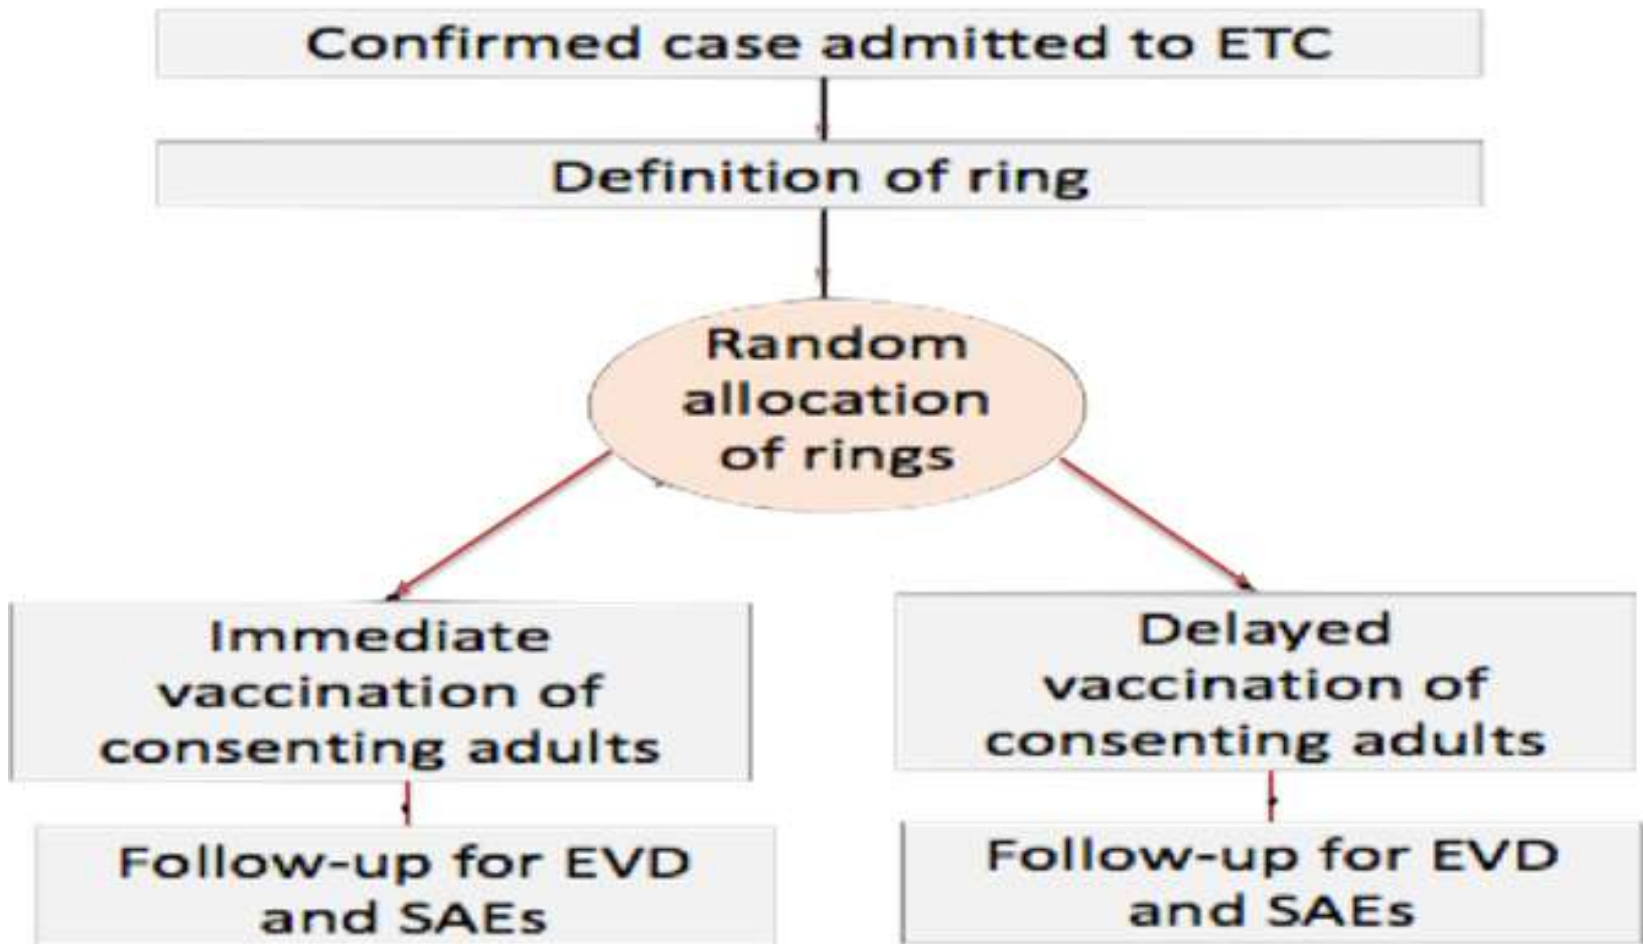 Confirmed case admitted to ETC
Definition of ring
Random
allocation
of rings
Immediate
vaccination of
consenting adults
Delayed
vaccination of
consenting adults
Follow-up for EVD
and SAEs
Follow-up for EVD
and SAEs